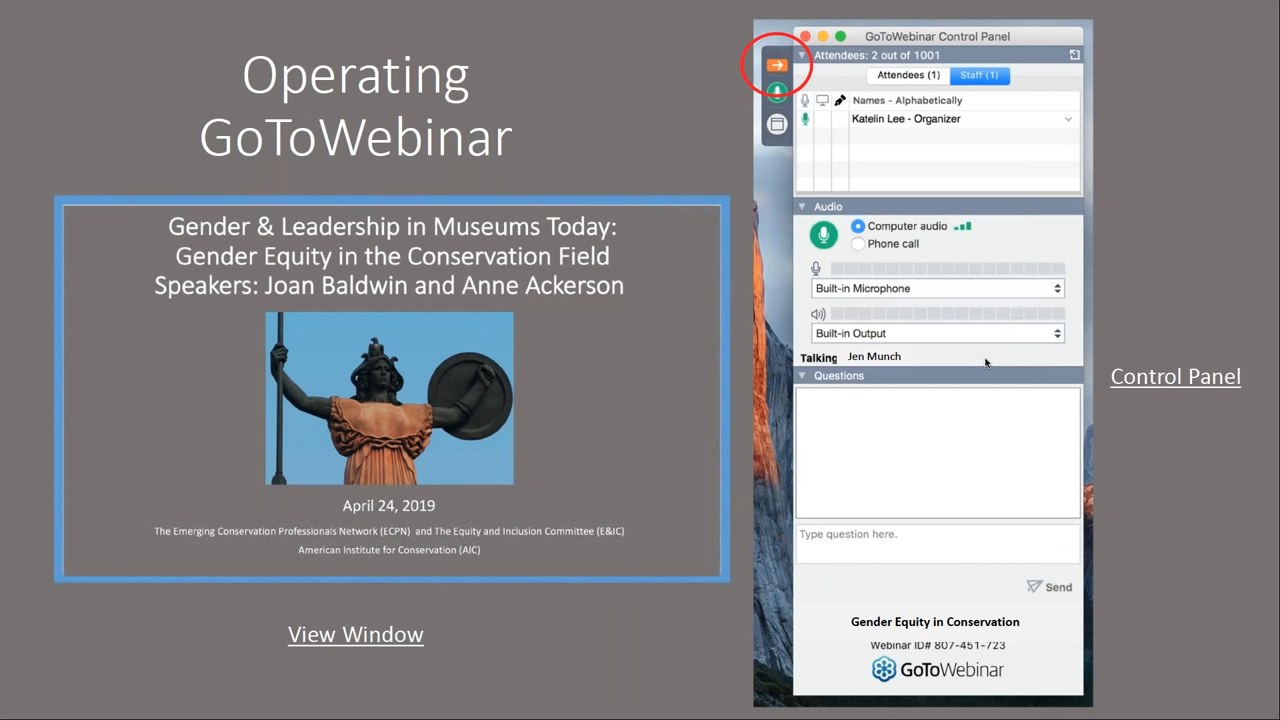 Operating
GoToWebinar
Gender & Leadership in Museums Today:
Gender Equity in the Conservation Field
Speakers: Joan Baldwin and Anne Ackerson
April 24, 2019
The Emerging Conservation Professionals Network (ECPN) and The Equity and Inclusion Committee (E&IC)
American Institute for Conservation (AIC)
View Window
GoToWebinar Control Panel
Attendees: 2 out of 1001
Attendees (1) Staff (1)
Names - Alphabetically
Katelin Lee - Organizer
Audio
Computer audio
Phone call
Built-in Microphone
Built-in Output
Talking Jen Munch
Questions
Type question here.
Send
Gender Equity in Conservation
Webinar ID# 807-451-723
GoToWebinar
Control Panel